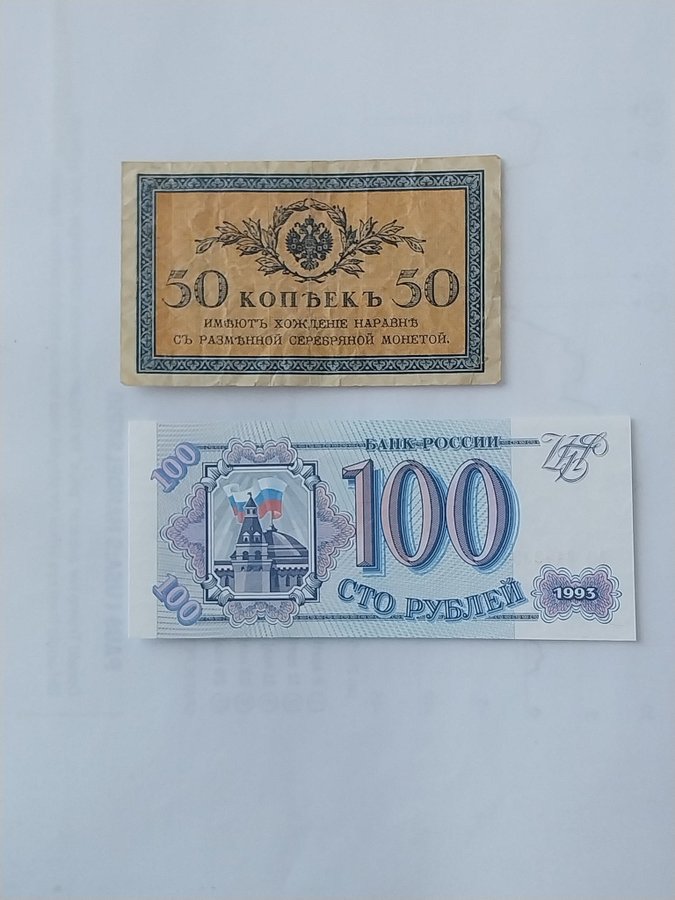 50 КОПѢЕКЪ 50
ИМѢЮТЪ ХОЖДЕНІЕ НАРАВНѢ
СЪ РАЗМѢННОЙ СЕРЕБРЯНОЙ МОНЕТОЙ.
БАНК РОССИИ
100
100
СТО РУБЛЕЙ
1993
100